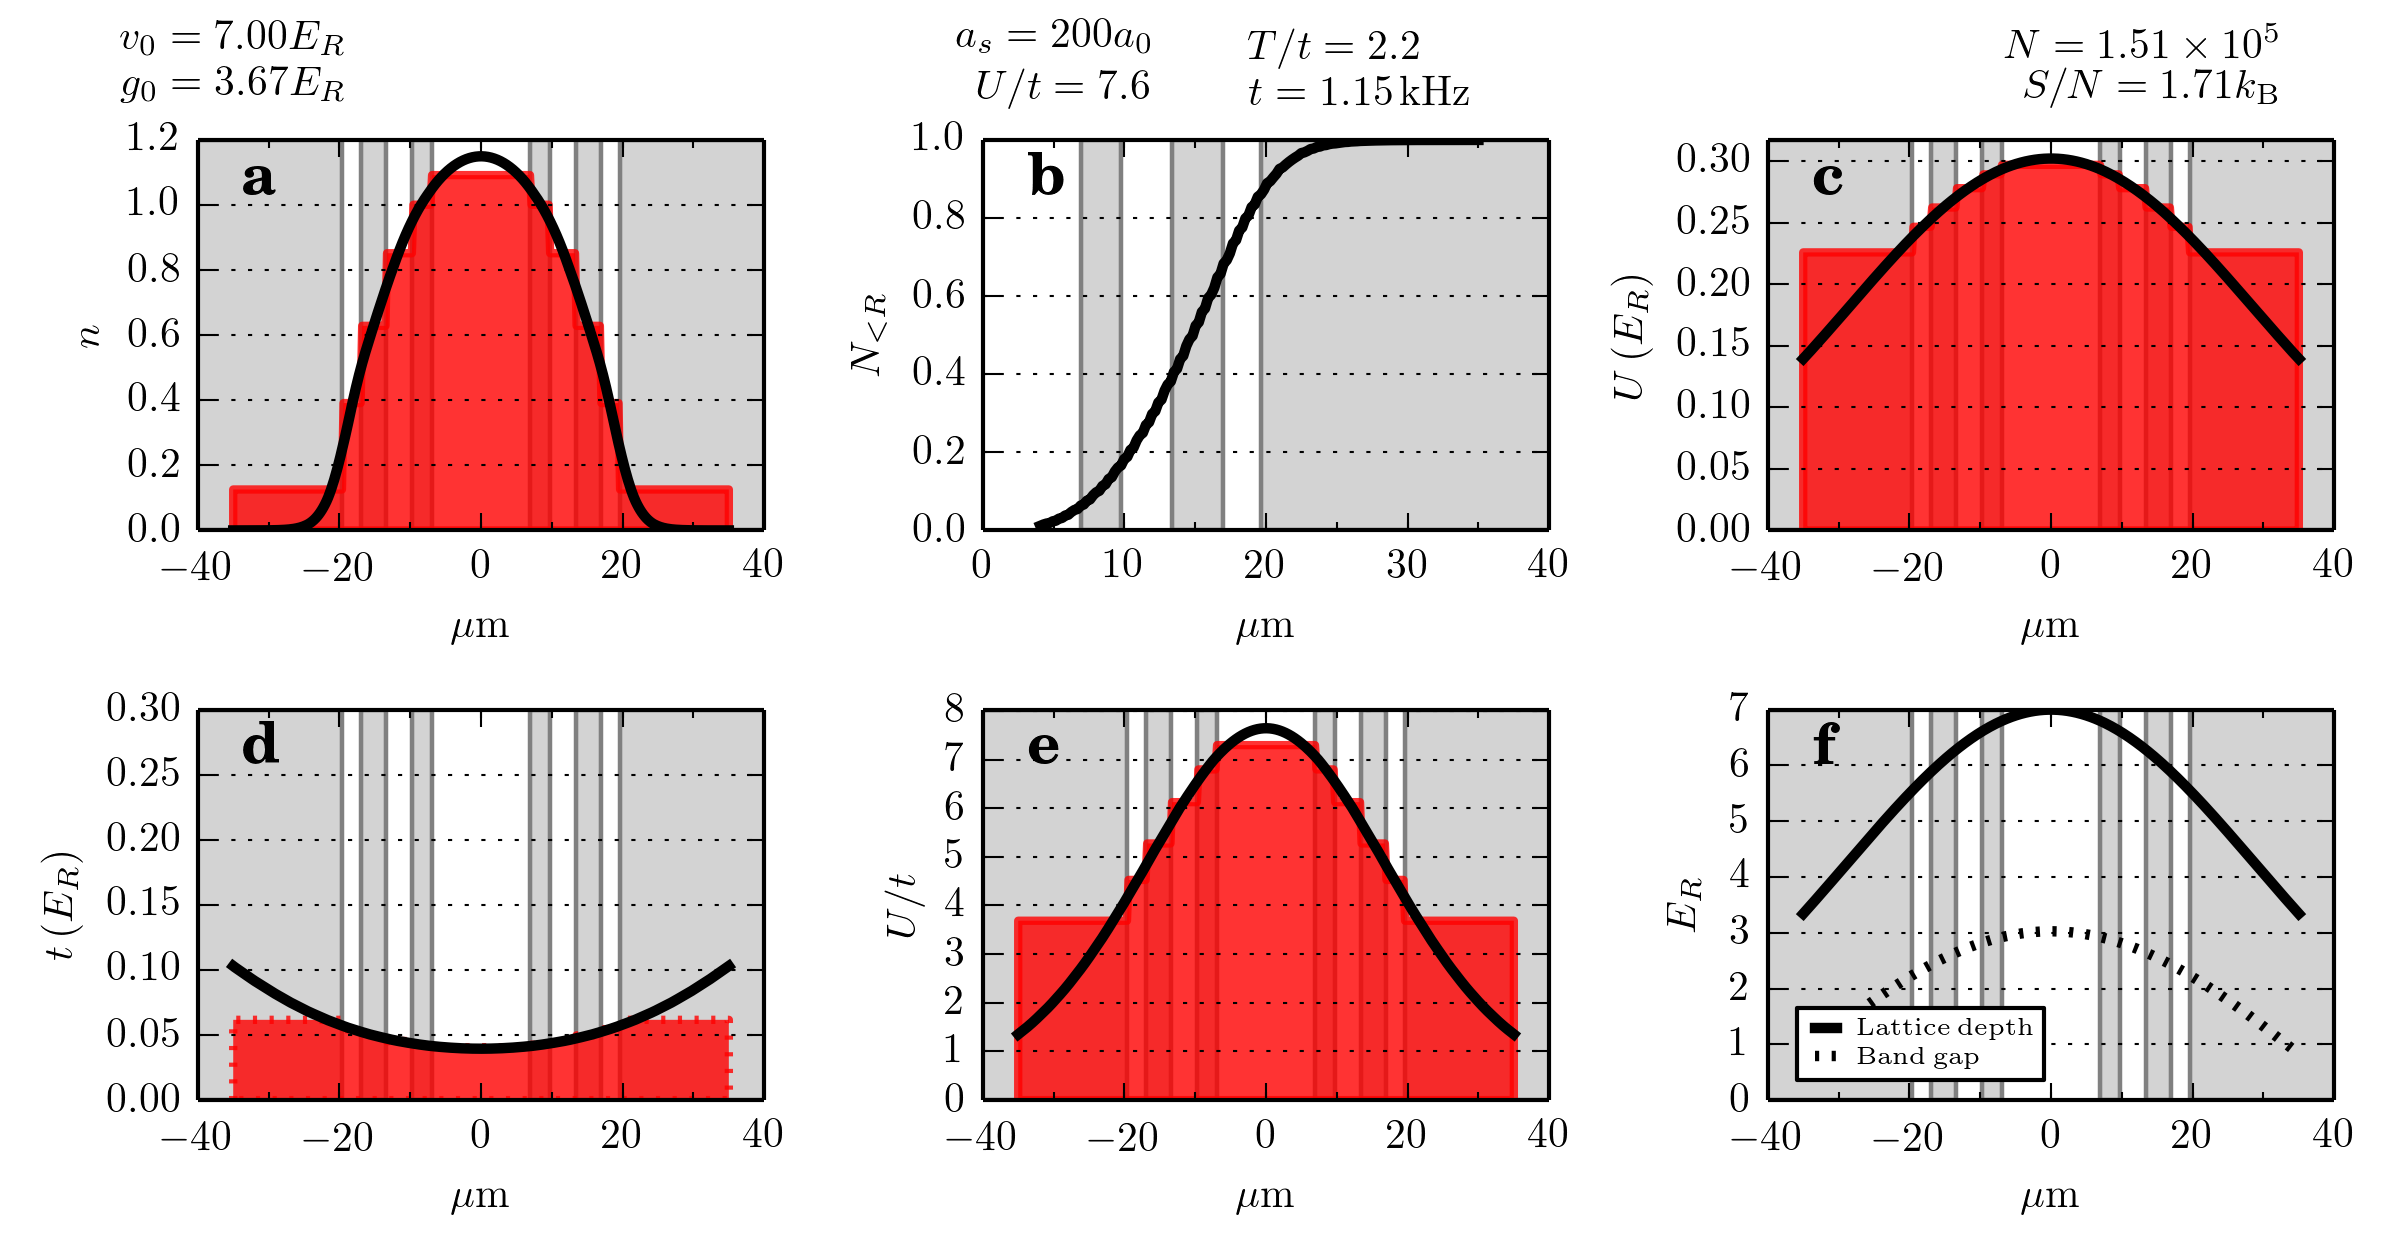 v₀ = 7.00E_R
g₀ = 3.67E_R
a_s = 200a₀
U/t = 7.6
T/t = 2.2
t = 1.15 kHz
N = 1.51 × 10⁵
S/N = 1.71k_B
a
n
1.2
1.0
0.8
0.6
0.4
0.2
0.0
−40 −20 0 20 40
μm
b
N_{<R}
1.0
0.8
0.6
0.4
0.2
0.0
0 10 20 30 40
μm
c
U (E_R)
0.30
0.25
0.20
0.15
0.10
0.05
0.00
−40 −20 0 20 40
μm
d
t (E_R)
0.30
0.25
0.20
0.15
0.10
0.05
0.00
−40 −20 0 20 40
μm
e
U/t
8
7
6
5
4
3
2
1
0
−40 −20 0 20 40
μm
f
E_R
7
6
5
4
3
2
1
0
Lattice depth
Band gap
−40 −20 0 20 40
μm